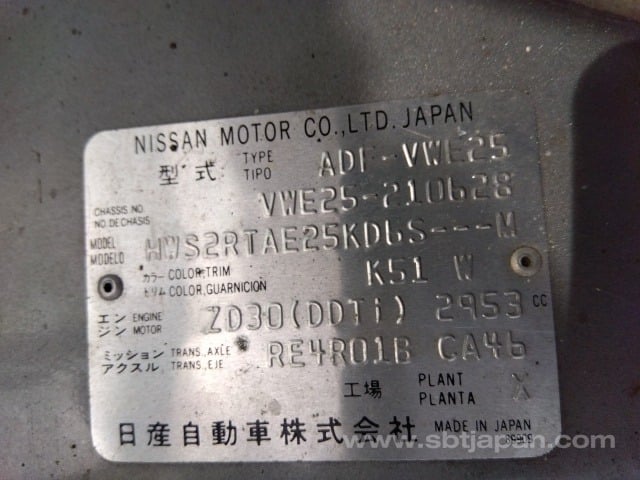 NISSAN MOTOR CO.,LTD. JAPAN
型式 TYPE TIPO ADF-VWE25
CHASSIS NO. NO. DE CHASIS VWE25-210628
MODEL MODELO HWS2RTAE25KD6S---M
カラー COLOR,TRIM トリム COLOR,GUARNICION K51 W
エンジン ENGINE MOTOR ZD30(DDTi) 2953 CC
ミッション アクスル TRANS.,AXLE TRANS.,EJE RE4R01B CA46
工場 PLANT PLANTA X
日産自動車株式会社 MADE IN JAPAN
www.sbtjapan.com